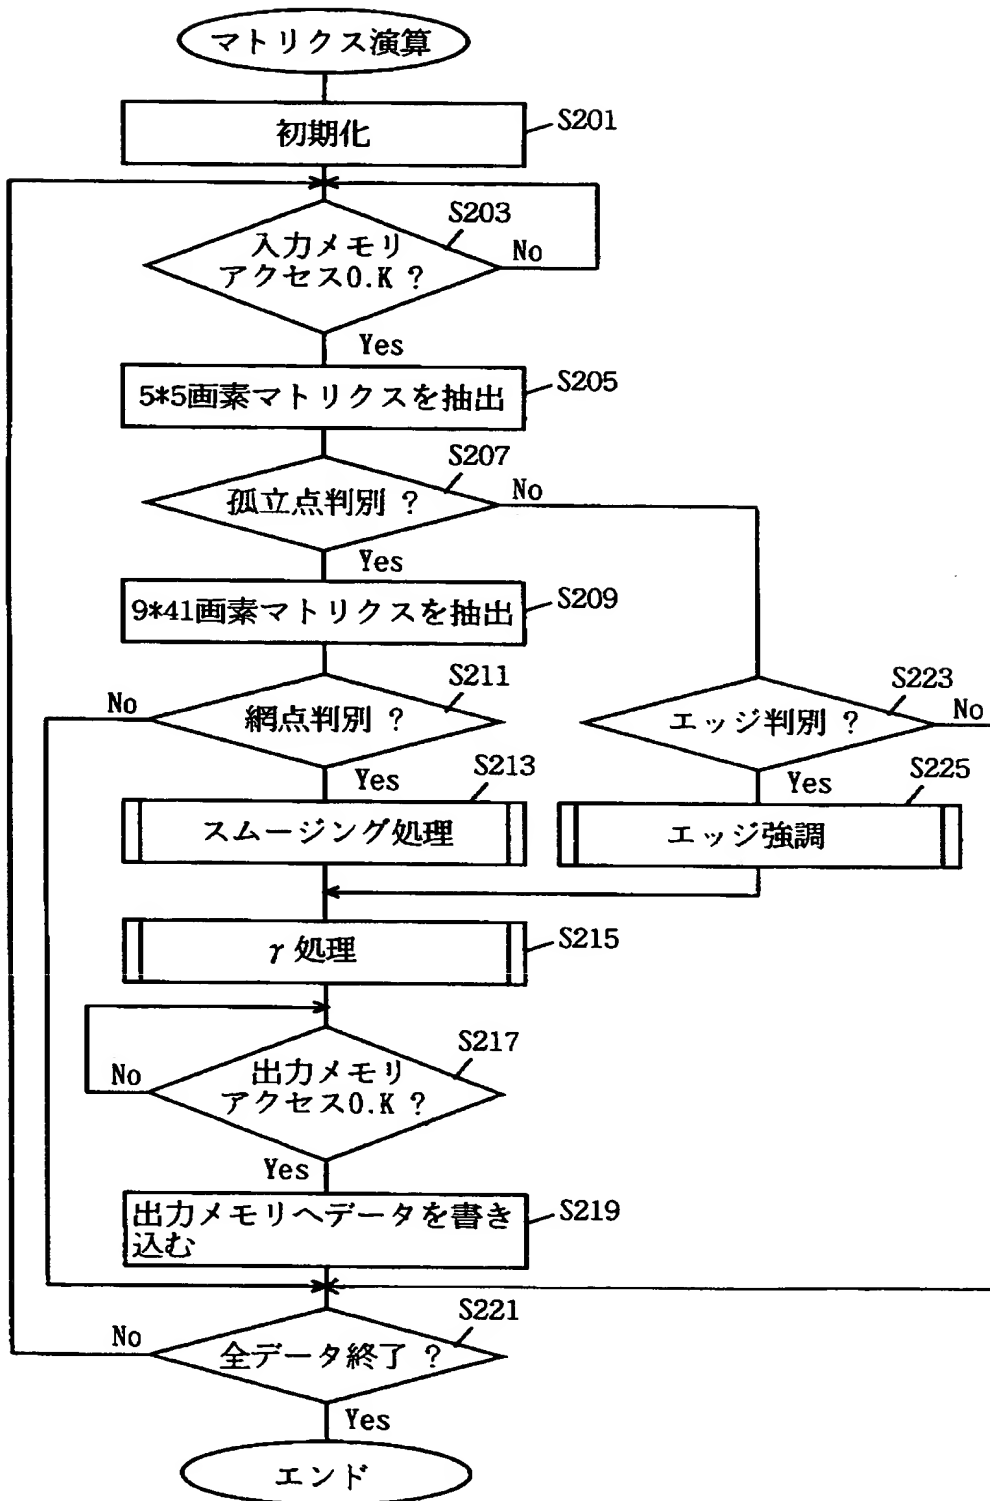 マトリクス演算
初期化
S201
S203
入力メモリ
アクセスO.K ?
No
Yes
5*5画素マトリクスを抽出
S205
S207
孤立点判別 ?
No
Yes
9*41画素マトリクスを抽出
S209
S211
No
網点判別 ?
S223
エッジ判別 ?
No
Yes
S213
スムージング処理
Yes
S225
エッジ強調
γ 処理
S215
S217
出力メモリ
アクセスO.K ?
No
Yes
出力メモリへデータを書き
込む
S219
S221
No
全データ終了 ?
Yes
エンド